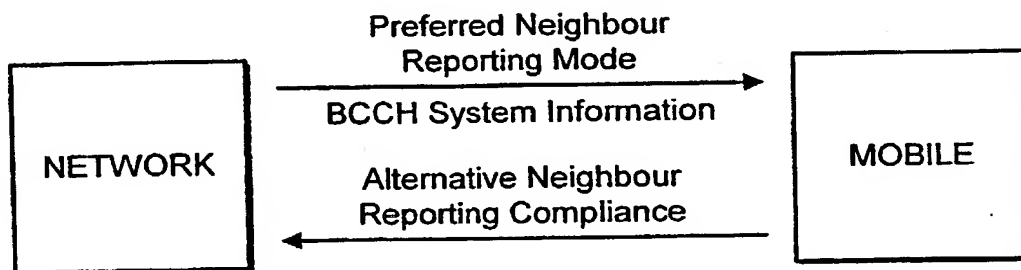 Preferred Neighbour
Reporting Mode
BCCH System Information
NETWORK
MOBILE
Alternative Neighbour
Reporting Compliance